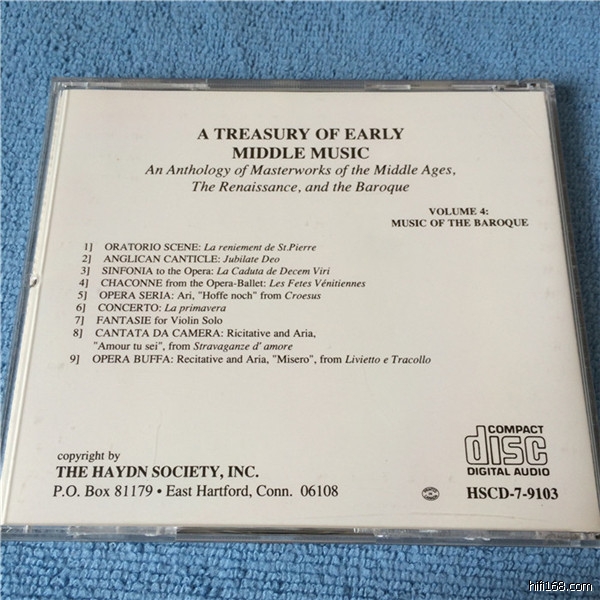 A TREASURY OF EARLY
MIDDLE MUSIC
An Anthology of Masterworks of the Middle Ages,
The Renaissance, and the Baroque
VOLUME 4:
MUSIC OF THE BAROQUE
1] ORATORIO SCENE: La reniement de St.Pierre
2] ANGLICAN CANTICLE: Jubilate Deo
3] SINFONIA to the Opera: La Caduta de Decem Viri
4] CHACONNE from the Opera-Ballet: Les Fetes Vénitiennes
5] OPERA SERIA: Ari, "Hoffe noch" from Croesus
6] CONCERTO: La primavera
7] FANTASIE for Violin Solo
8] CANTATA DA CAMERA: Ricitative and Aria,
"Amour tu sei", from Stravaganze d' amore
9] OPERA BUFFA: Recitative and Aria, "Misero", from Livietto e Tracollo
copyright by
THE HAYDN SOCIETY, INC.
P.O. Box 81179 • East Hartford, Conn. 06108
COMPACT
disc
DIGITAL AUDIO
HSCD-7-9103
hifi168.com